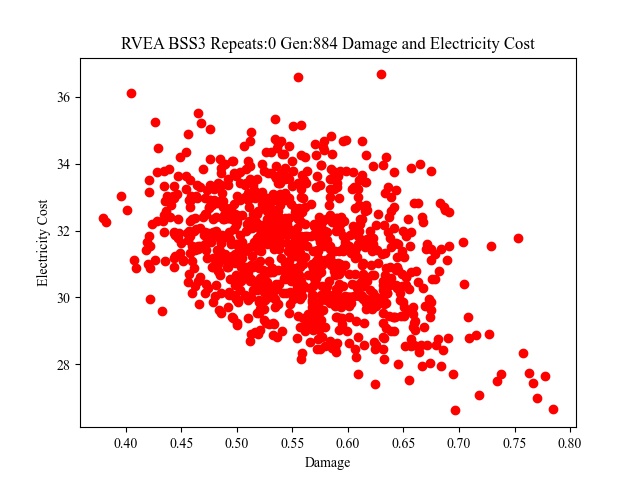 RVEA BSS3 Repeats:0 Gen:884 Damage and Electricity Cost
36
34
32
30
28
Electricity Cost
0.40 0.45 0.50 0.55 0.60 0.65 0.70 0.75 0.80
Damage